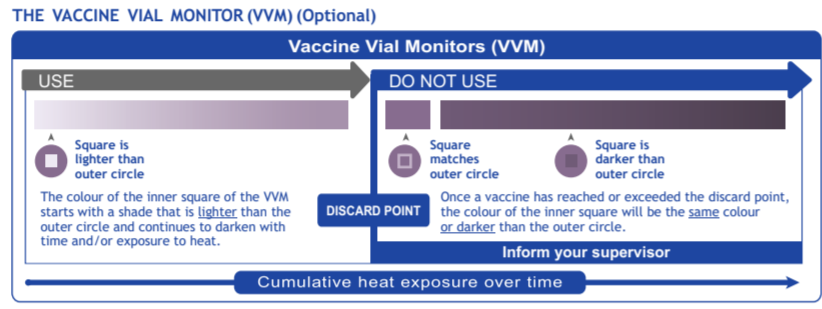 THE VACCINE VIAL MONITOR (VVM) (Optional)
Vaccine Vial Monitors (VVM)
USE
Square is
lighter than
outer circle
The colour of the inner square of the VVM
starts with a shade that is lighter than the
outer circle and continues to darken with
time and/or exposure to heat.
DISCARD POINT
DO NOT USE
Square
matches
outer circle
Square is
darker than
outer circle
Once a vaccine has reached or exceeded the discard point,
the colour of the inner square will be the same colour
or darker than the outer circle.
Inform your supervisor
Cumulative heat exposure over time